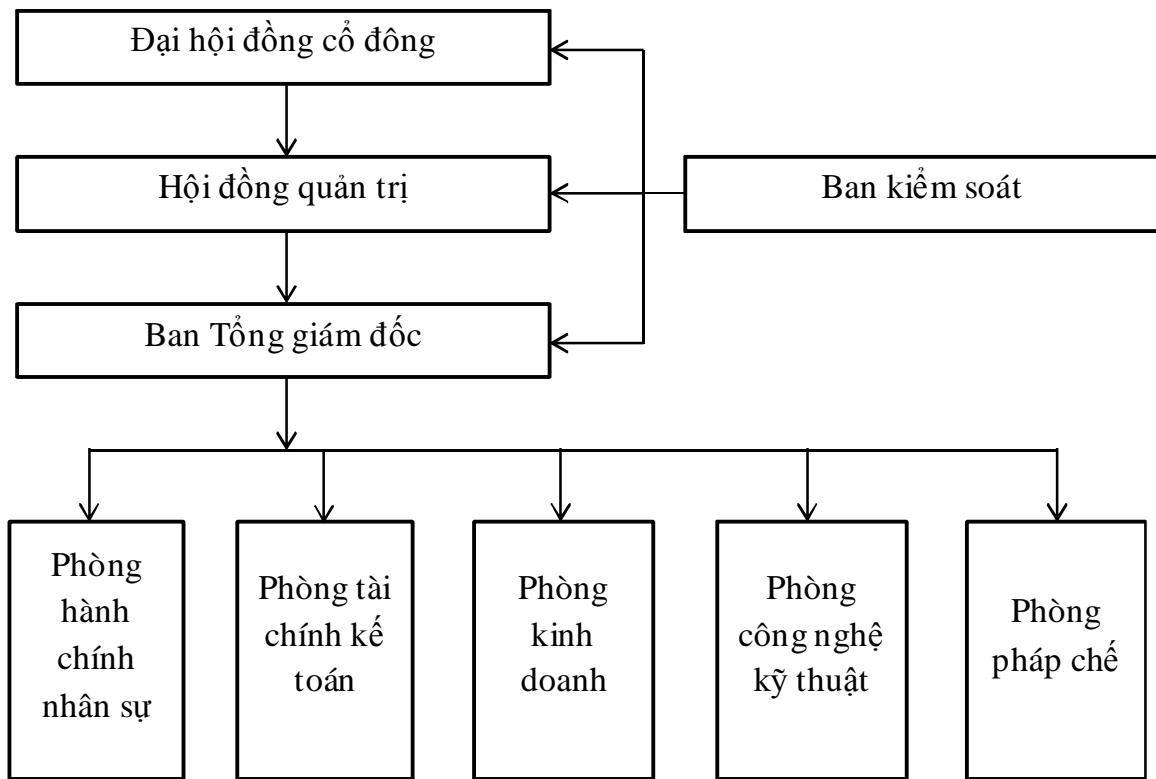 Đại hội đồng cổ đông
Hội đồng quản trị
Ban kiểm soát
Ban Tổng giám đốc
Phòng
hành
chính
nhân sự
Phòng tài
chính kế
toán
Phòng
kinh
doanh
Phòng
công nghệ
kỹ thuật
Phòng
pháp chế